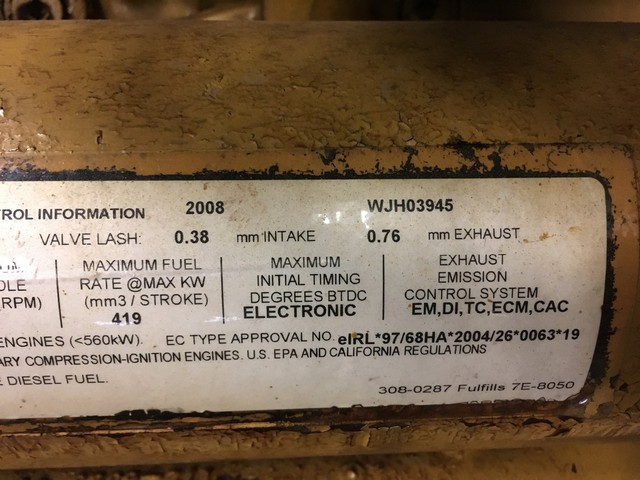 ROL INFORMATION 2008 WJH03945
VALVE LASH: 0.38 mm INTAKE 0.76 mm EXHAUST
DLE (RPM)
MAXIMUM FUEL
RATE @MAX KW
(mm3 / STROKE)
419
MAXIMUM
INITIAL TIMING
DEGREES BTDC
ELECTRONIC
EXHAUST
EMISSION
CONTROL SYSTEM
EM,DI,TC,ECM,CAC
ENGINES (<560kW). EC TYPE APPROVAL NO. eIRL*97/68HA*2004/26*0063*19
ARY COMPRESSION-IGNITION ENGINES. U.S. EPA AND CALIFORNIA REGULATIONS
E DIESEL FUEL.
308-0287 Fulfills 7E-8050